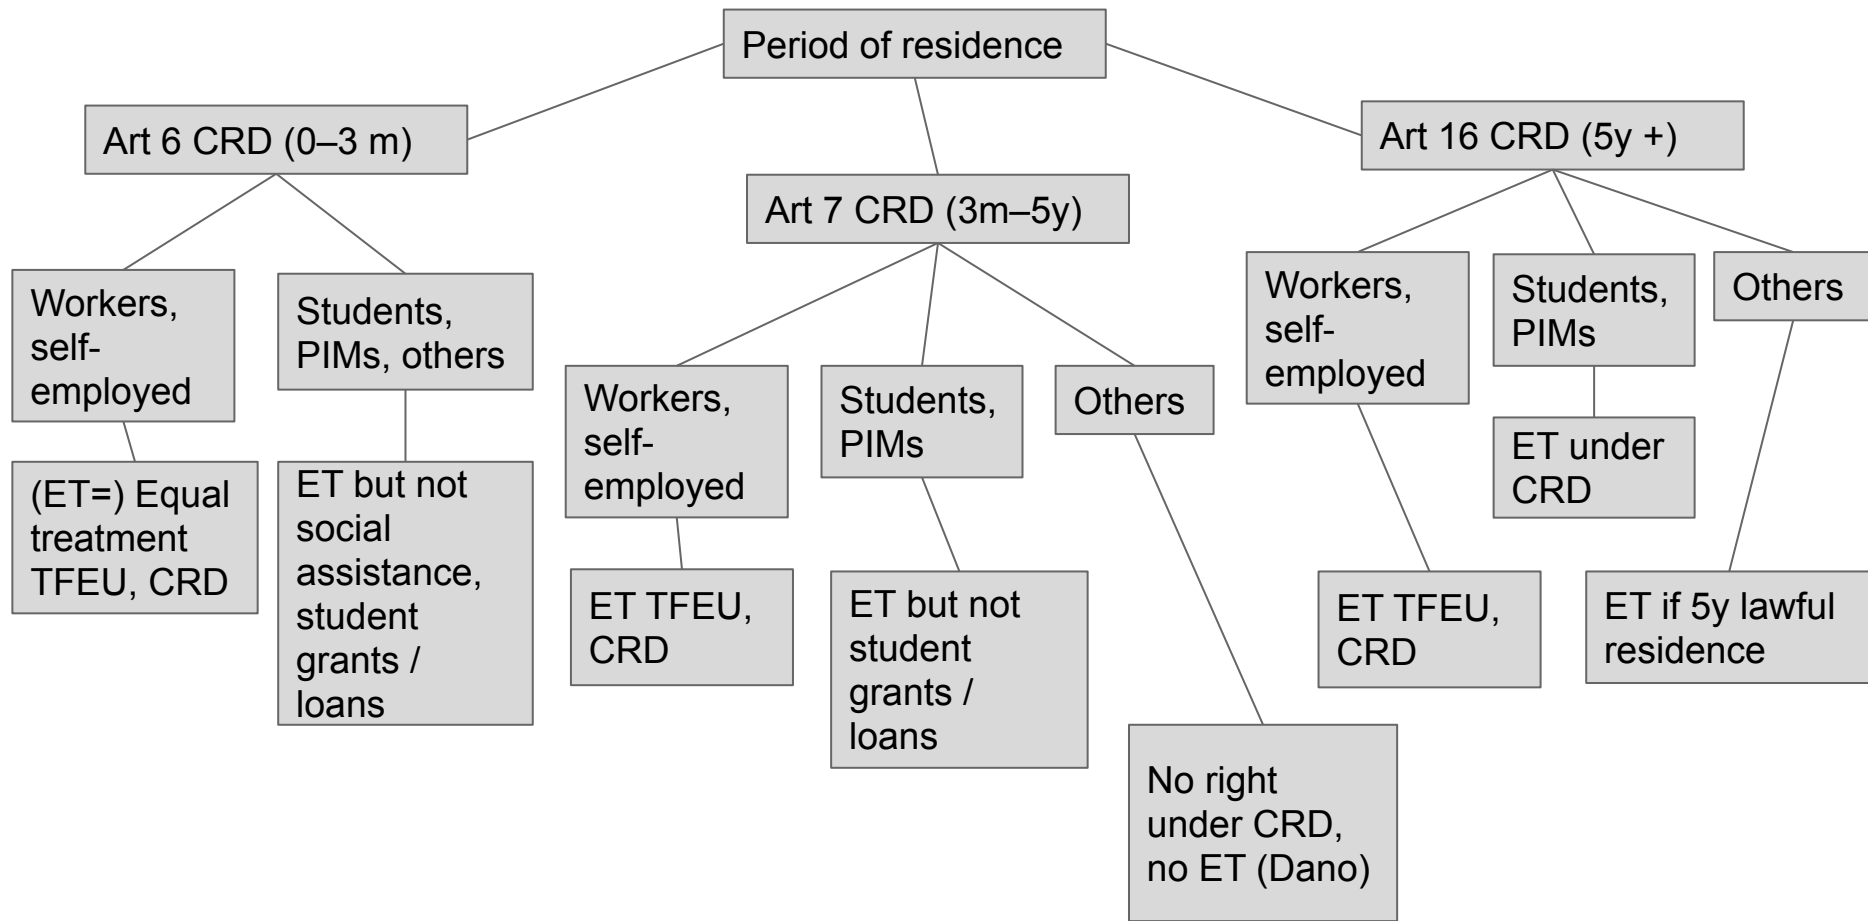 Period of residence
Art 6 CRD (0–3 m)
Workers,
self-
employed
(ET=) Equal
treatment
TFEU, CRD
Students,
PIMs, others
ET but not
social
assistance,
student
grants /
loans
Art 7 CRD (3m–5y)
Workers,
self-
employed
ET TFEU,
CRD
Students,
PIMs
ET but not
student
grants /
loans
Others
No right
under CRD,
no ET (Dano)
Art 16 CRD (5y +)
Workers,
self-
employed
ET TFEU,
CRD
Students,
PIMs
ET under
CRD
Others
ET if 5y lawful
residence